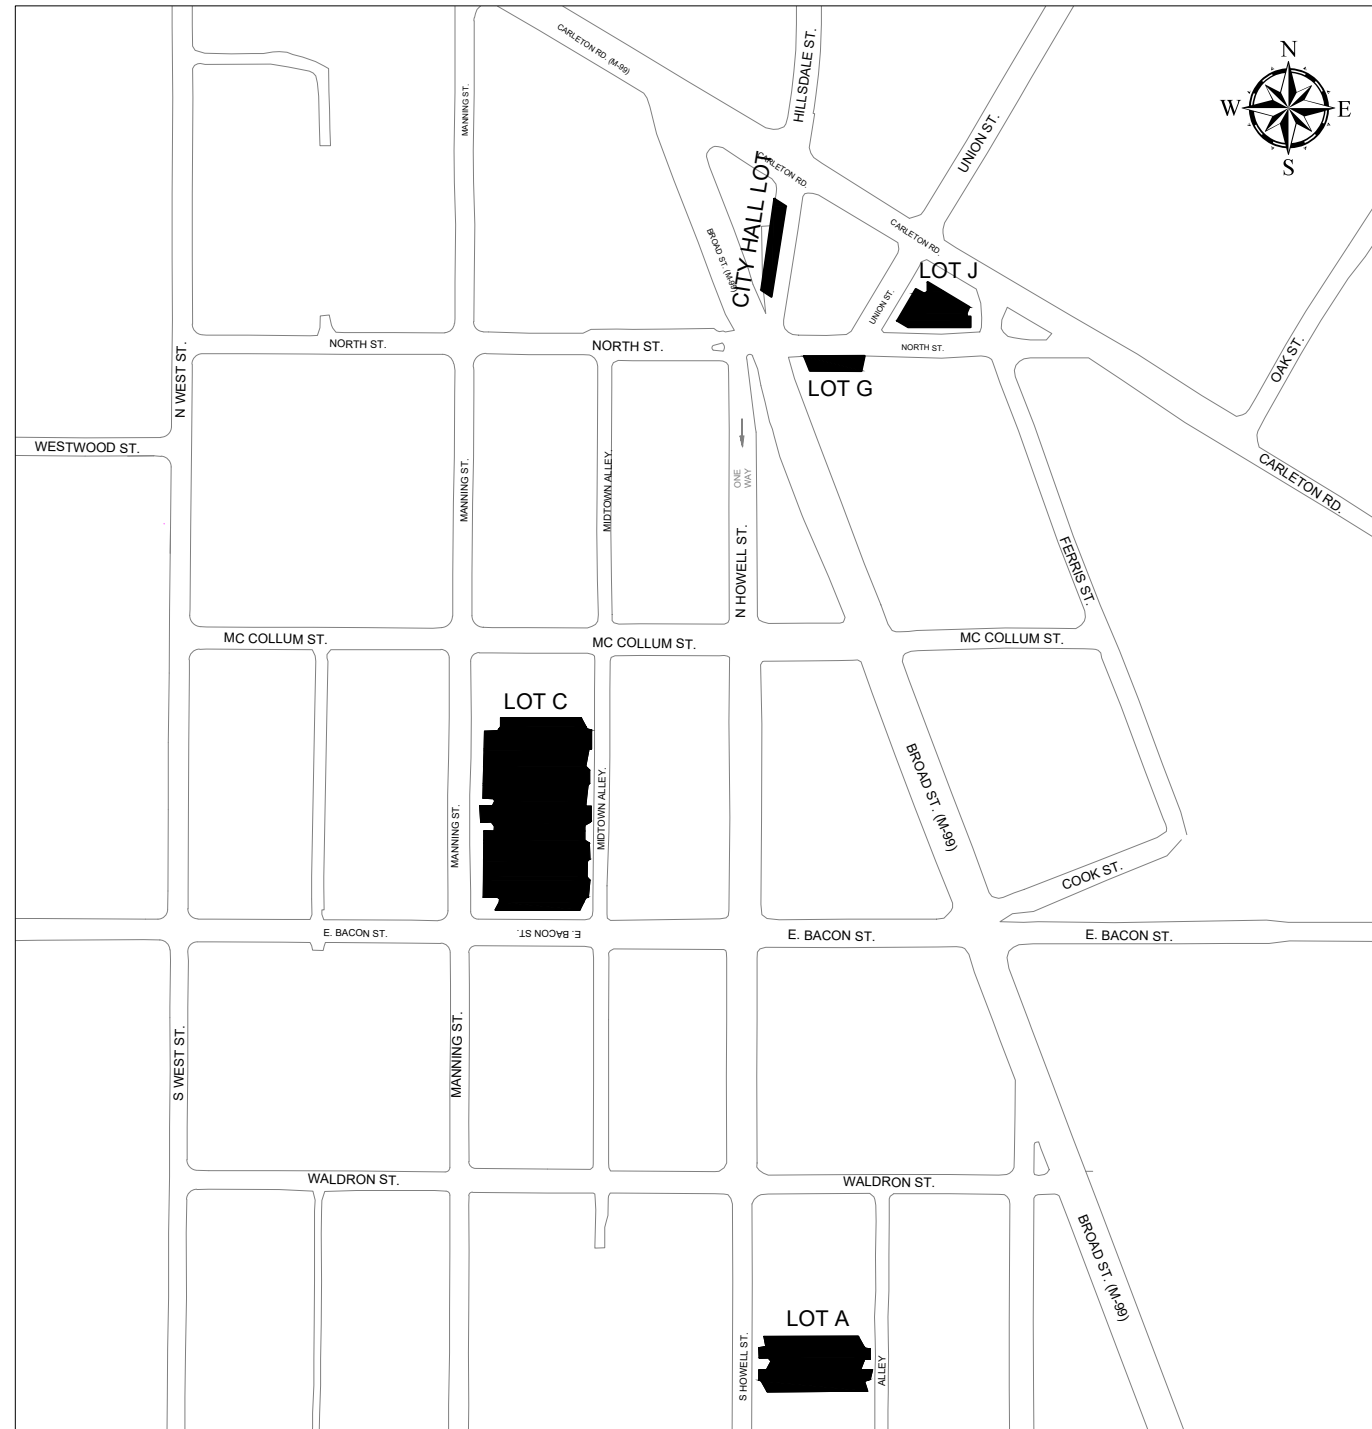 CARLETON RD. (M-99)
HILLSDALE ST.
N
W
E
S
MANNING ST.
UNION ST.
CARLETON RD.
CITY HALL LOT
BROAD ST. (M-99)
CARLETON RD.
LOT J
UNION ST.
NORTH ST.
NORTH ST.
NORTH ST.
LOT G
N WEST ST.
OAK ST.
WESTWOOD ST.
MANNING ST.
MIDTOWN ALLEY.
ONE
WAY
CARLETON RD.
N HOWELL ST.
FERRIS ST.
MC COLLUM ST.
MC COLLUM ST.
MC COLLUM ST.
LOT C
MANNING ST.
MIDTOWN ALLEY.
BROAD ST. (M-99)
COOK ST.
E. BACON ST.
E. BACON ST.
E. BACON ST.
E. BACON ST.
S WEST ST.
MANNING ST.
WALDRON ST.
WALDRON ST.
BROAD ST. (M-99)
LOT A
S HOWELL ST.
ALLEY